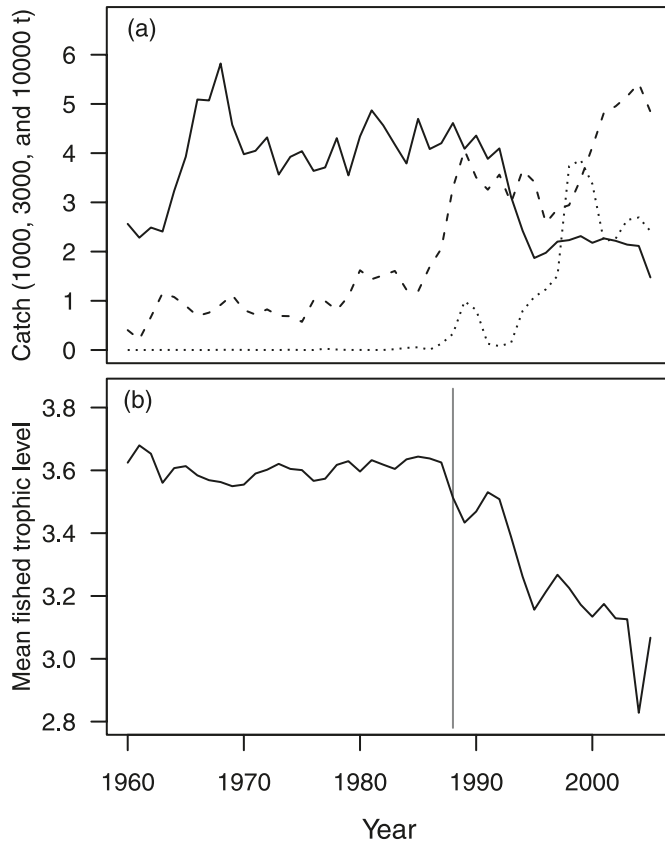 (a)
Catch (1000, 3000, and 10000 t)
6
5
4
3
2
1
0
(b)
Mean fished trophic level
3.8
3.6
3.4
3.2
3.0
2.8
1960 1970 1980 1990 2000
Year